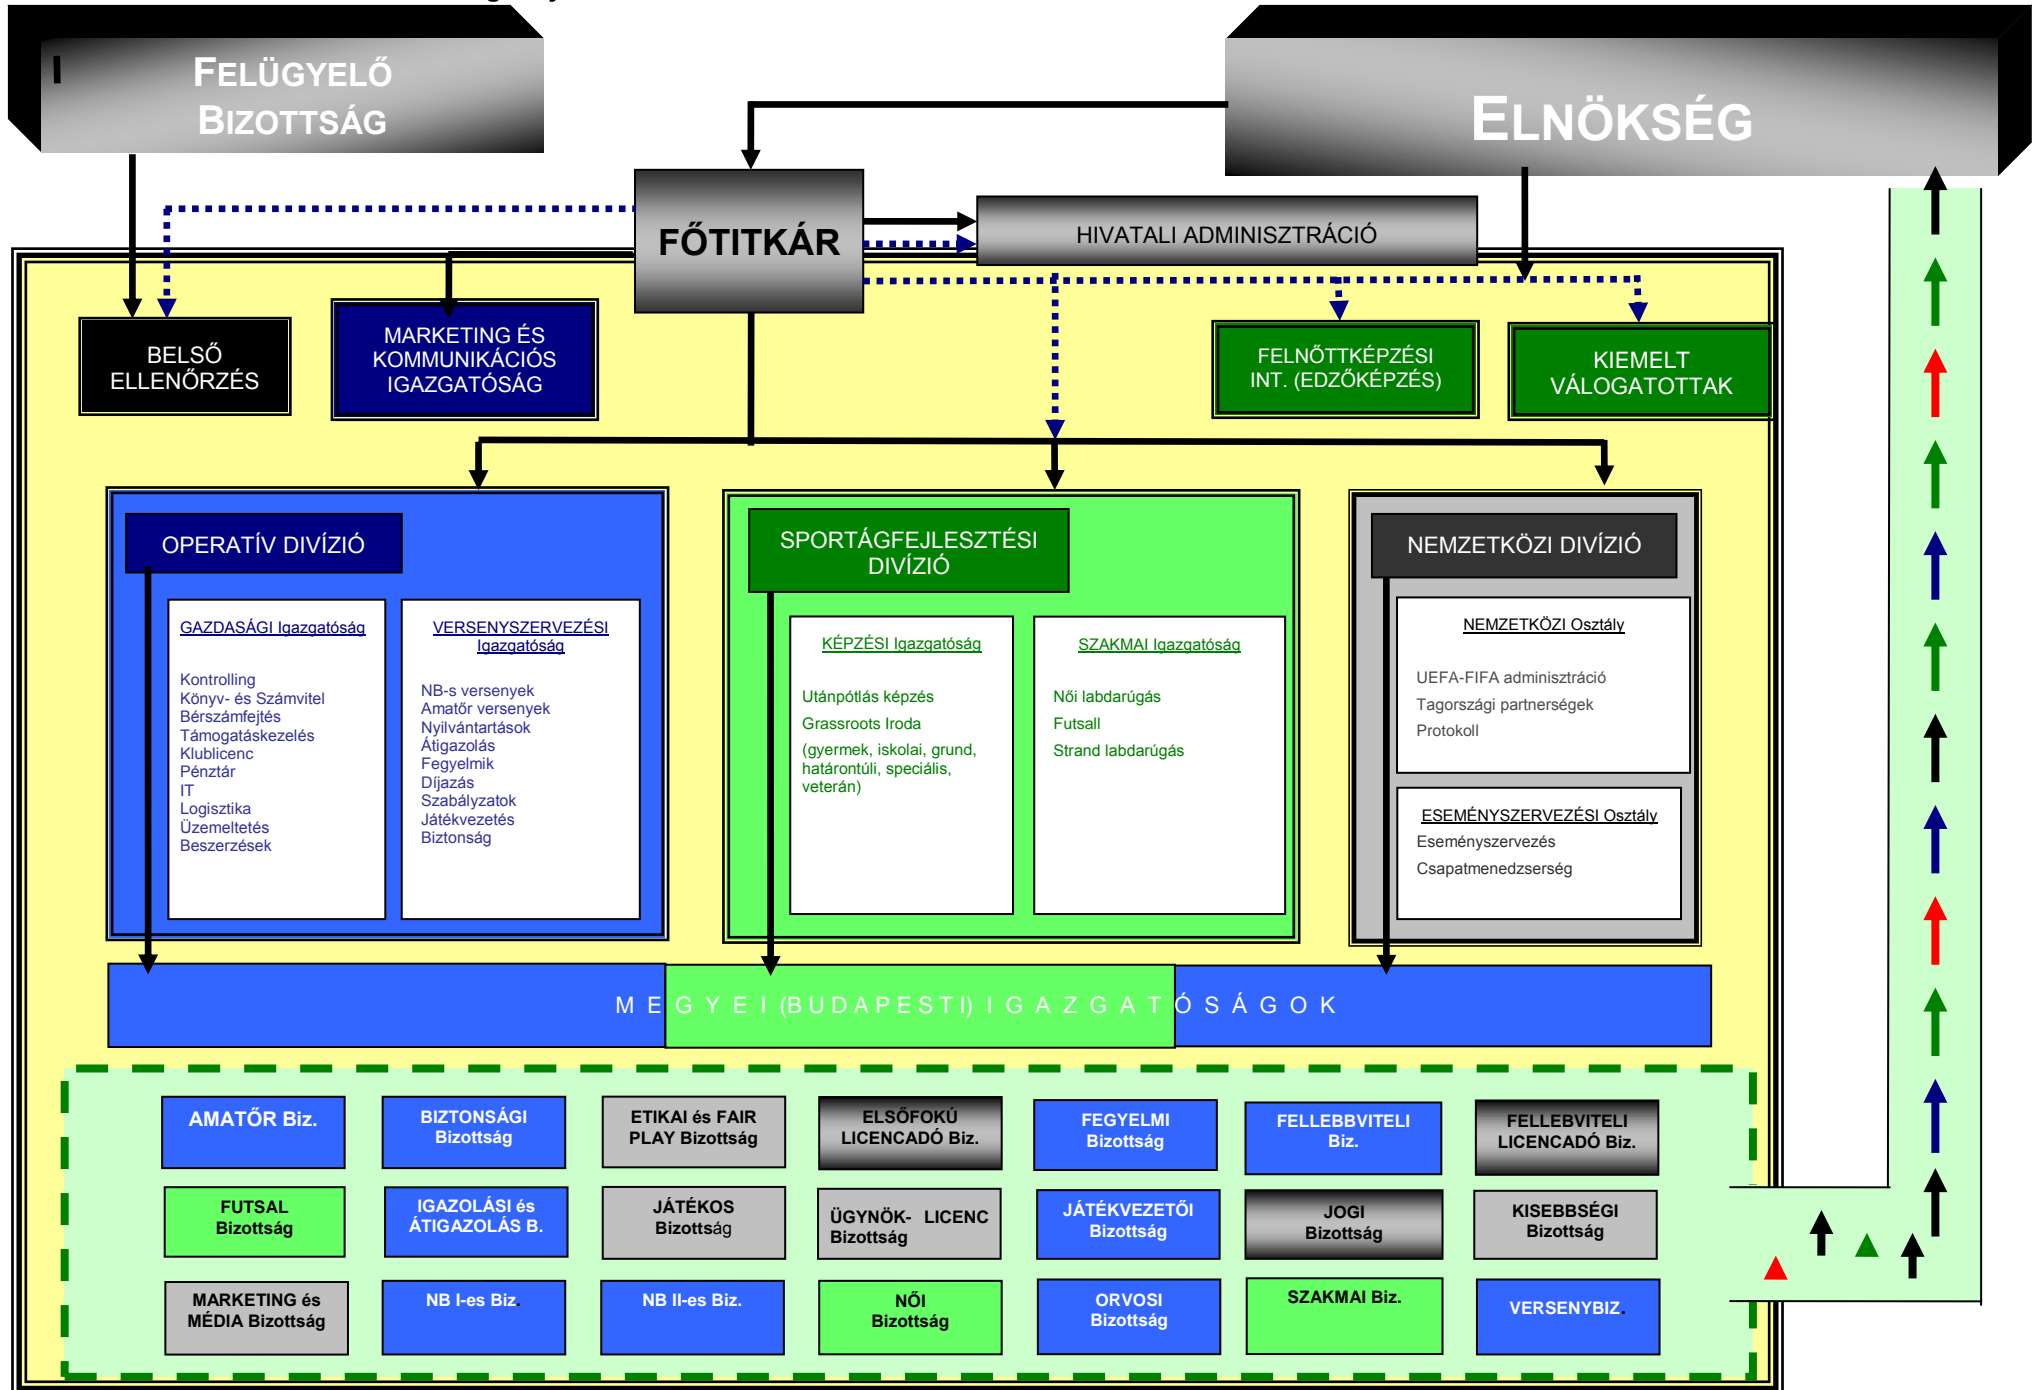 FELÜGYELŐ
BIZOTTSÁG
ELNÖKSÉG
FŐTITKÁR
HIVATALI ADMINISZTRÁCIÓ
BELSŐ
ELLENŐRZÉS
MARKETING ÉS
KOMMUNIKÁCIÓS
IGAZGATÓSÁG
FELNŐTTKÉPZÉSI
INT. (EDZŐKÉPZÉS)
KIEMELT
VÁLOGATOTTAK
OPERATÍV DIVÍZIÓ
GAZDASÁGI Igazgatóság
Kontrolling
Könyv- és Számvitel
Bérszámfejtés
Támogatáskezelés
Klublicenc
Pénztár
IT
Logisztika
Üzemeltetés
Beszerzések
VERSENYSZERVEZÉSI
Igazgatóság
NB-s versenyek
Amatőr versenyek
Nyilvántartások
Átigazolás
Fegyelmik
Díjazás
Szabályzatok
Játékvezetés
Biztonság
SPORTÁGFEJLESZTÉSI
DIVÍZIÓ
KÉPZÉSI Igazgatóság
Utánpótlás képzés
Grassroots Iroda
(gyermek, iskolai, grund,
határontúli, speciális,
veterán)
SZAKMAI Igazgatóság
Női labdarúgás
Futsall
Strand labdarúgás
NEMZETKÖZI DIVÍZIÓ
NEMZETKÖZI Osztály
UEFA-FIFA adminisztráció
Tagországi partnerségek
Protokoll
ESEMÉNYSZERVEZÉSI Osztály
Eseményszervezés
Csapatmenedzserség
M E G Y E I (B U D A P E S T I) I G A Z G A T Ó S Á G O K
AMATŐR Biz.
BIZTONSÁGI
Bizottság
ETIKAI és FAIR
PLAY Bizottság
ELSŐFOKÚ
LICENCADÓ Biz.
FEGYELMI
Bizottság
FELLEBBVITELI
Biz.
FELLEBVITELI
LICENCADÓ Biz.
FUTSAL
Bizottság
IGAZOLÁSI és
ÁTIGAZOLÁS B.
JÁTÉKOS
Bizottság
ÜGYNÖK- LICENC
Bizottság
JÁTÉKVEZETŐI
Bizottság
JOGI
Bizottság
KISEBBSÉGI
Bizottság
MARKETING és
MÉDIA Bizottság
NB I-es Biz.
NB II-es Biz.
NŐI
Bizottság
ORVOSI
Bizottság
SZAKMAI Biz.
VERSENYBIZ.